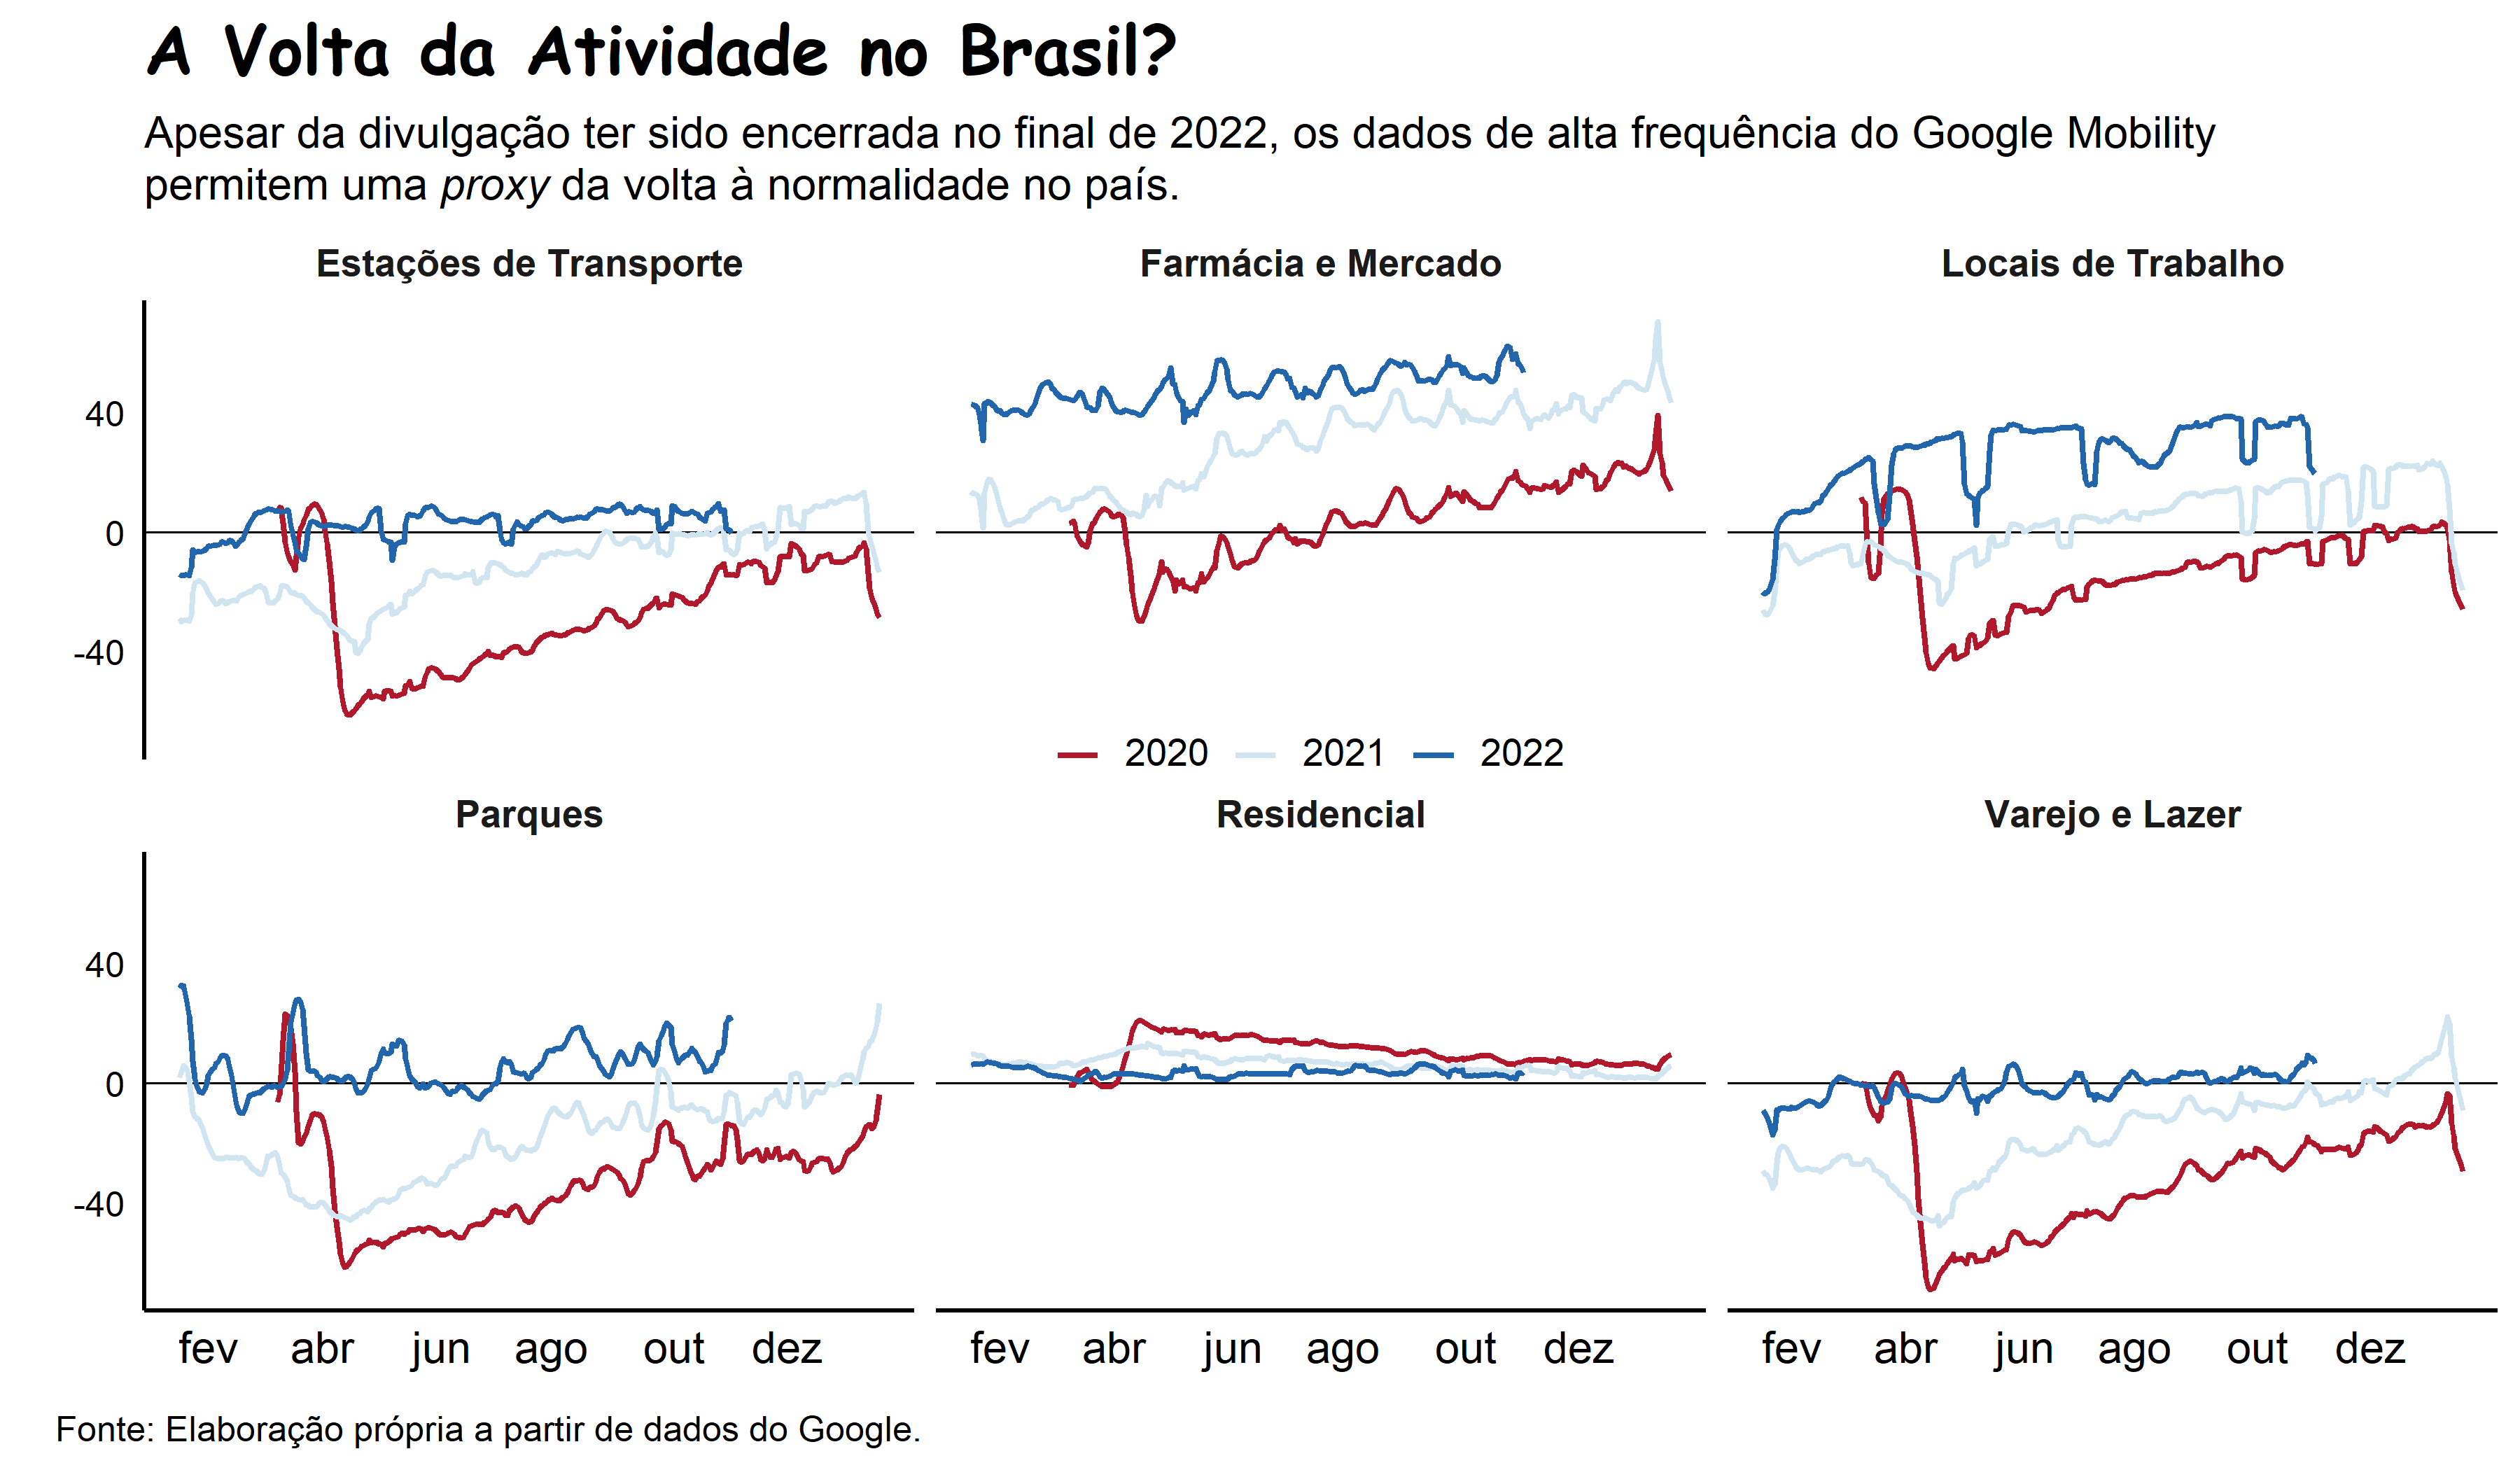 A Volta da Atividade no Brasil?
Apesar da divulgação ter sido encerrada no final de 2022, os dados de alta frequência do Google Mobility
permitem uma proxy da volta à normalidade no país.
Estações de Transporte
Farmácia e Mercado
Locais de Trabalho
40
0
-40
2020
2021
2022
Parques
Residencial
Varejo e Lazer
40
0
-40
fev abr jun ago out dez
fev abr jun ago out dez
fev abr jun ago out dez
Fonte: Elaboração própria a partir de dados do Google.